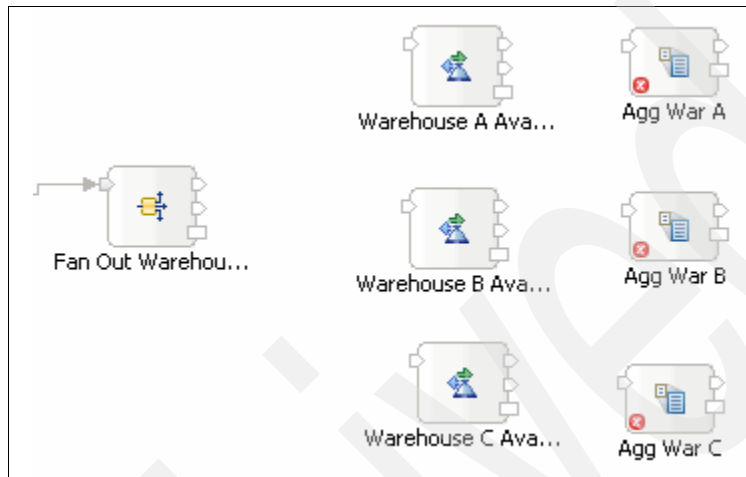 Warehouse A Ava...
Agg War A
Fan Out Warehou...
Warehouse B Ava...
Agg War B
Warehouse C Ava...
Agg War C